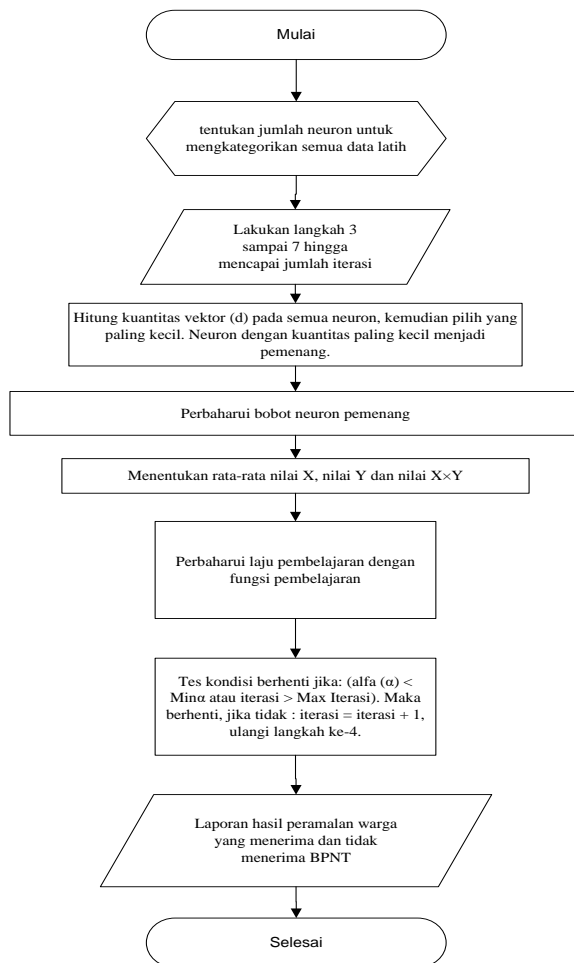 Mulai
tentukan jumlah neuron untuk
mengkategorikan semua data latih
Lakukan langkah 3
sampai 7 hingga
mencapai jumlah iterasi
Hitung kuantitas vektor (d) pada semua neuron, kemudian pilih yang
paling kecil. Neuron dengan kuantitas paling kecil menjadi
pemenang.
Perbaharui bobot neuron pemenang
Menentukan rata-rata nilai X, nilai Y dan nilai X×Y
Perbaharui laju pembelajaran dengan
fungsi pembelajaran
Tes kondisi berhenti jika: (alfa (α) <
Minα atau iterasi > Max Iterasi). Maka
berhenti, jika tidak : iterasi = iterasi + 1,
ulangi langkah ke-4.
Laporan hasil peramalan warga
yang menerima dan tidak
menerima BPNT
Selesai